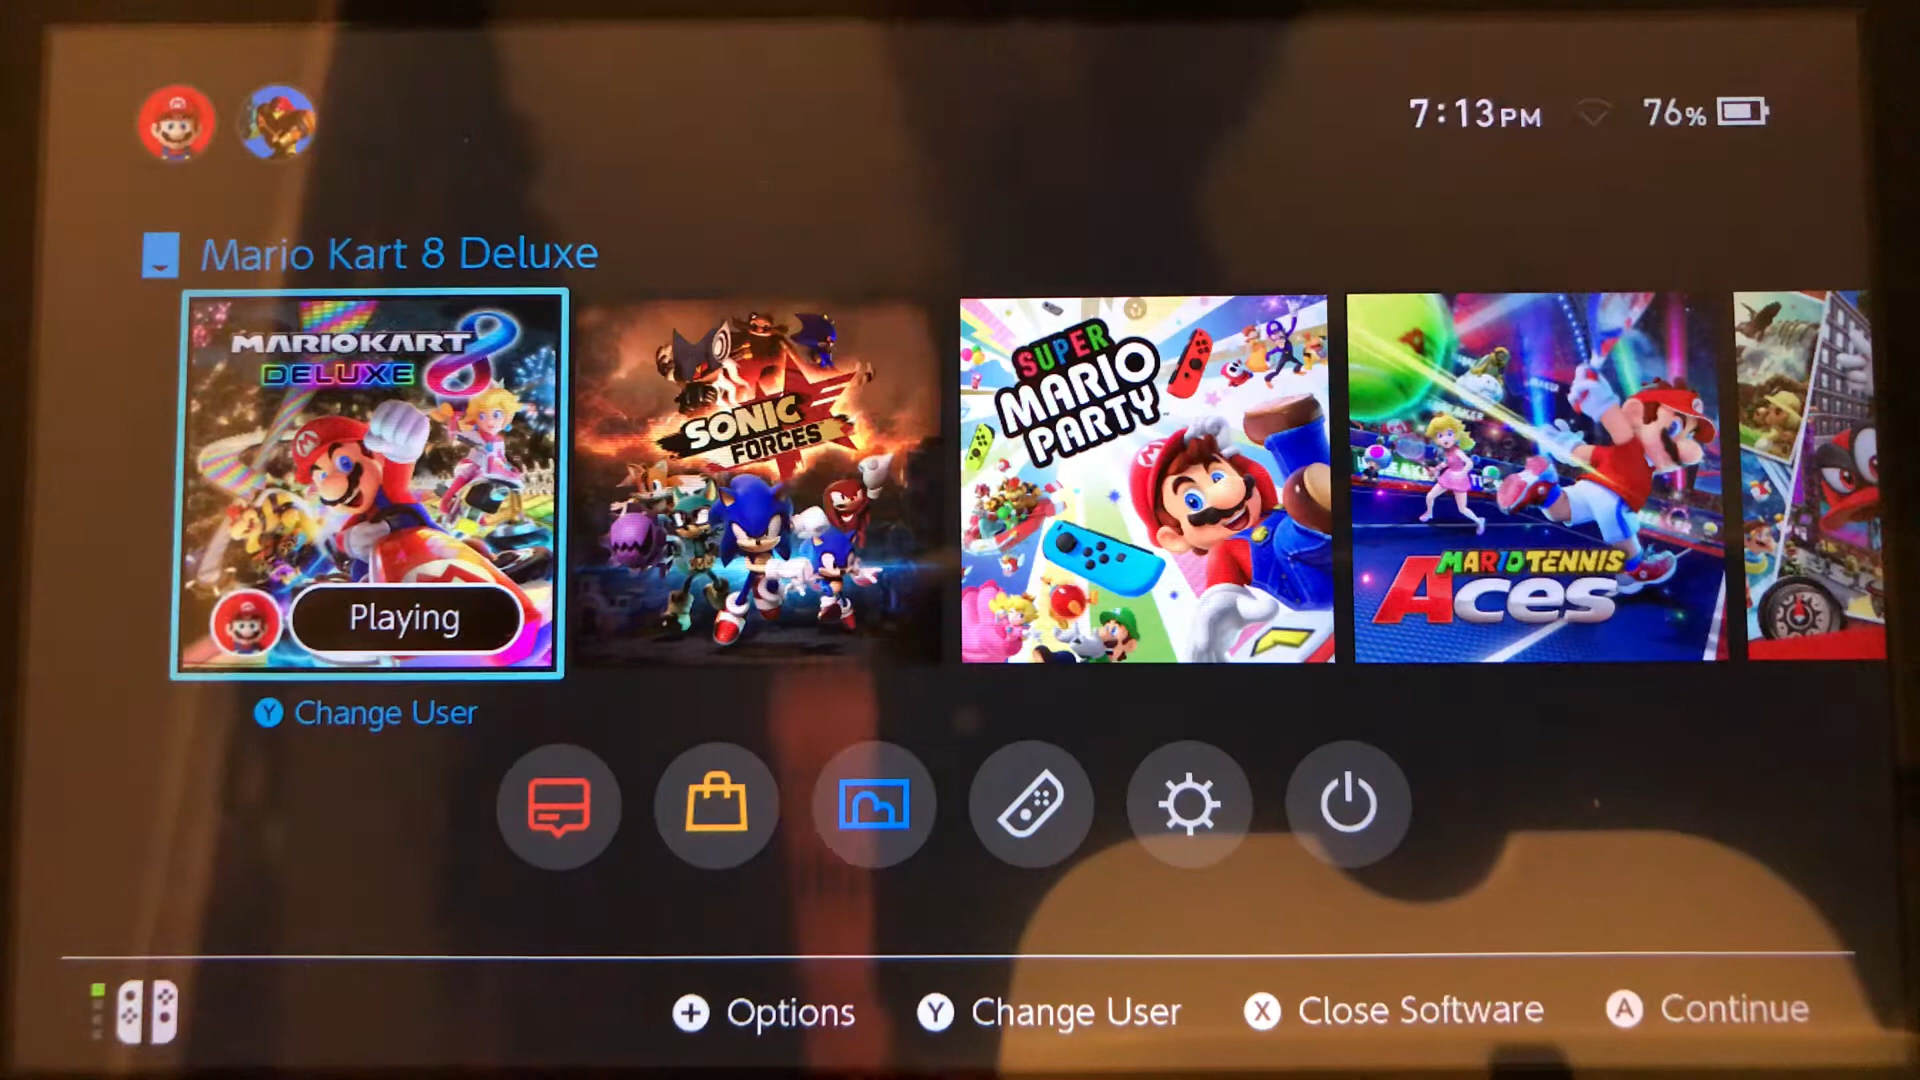 7:13PM
76%
Mario Kart 8 Deluxe
MARIOKART 8
DELUXE
Playing
SONIC
FORCES
SUPER
MARIO
PARTY
MARIO TENNIS
Aces
Y Change User
+ Options
Y Change User
X Close Software
A Continue